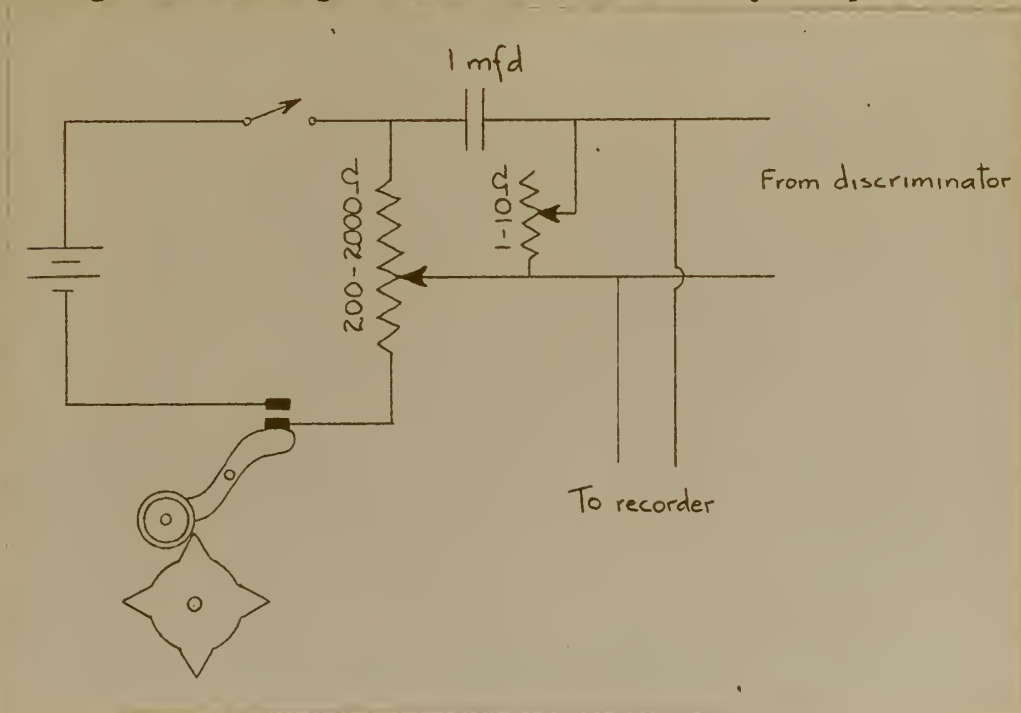 1 mfd
From discriminator
200-2000Ω
1-10Ω
To recorder